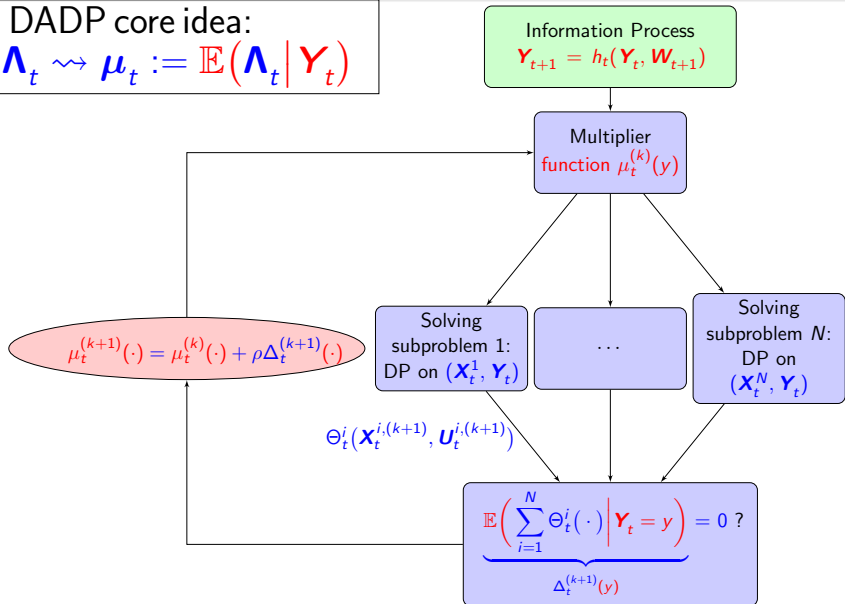 DADP core idea:
𝚲_t ⇝ 𝝁_t := 𝔼(𝚲_t | 𝒀_t)
Information Process
𝒀_{t+1} = h_t(𝒀_t, 𝑾_{t+1})
Multiplier
function μ_t^{(k)}(y)
Solving
subproblem 1:
DP on (𝑿_t^1, 𝒀_t)
...
Solving
subproblem N:
DP on
(𝑿_t^N, 𝒀_t)
μ_t^{(k+1)}(·) = μ_t^{(k)}(·) + ρΔ_t^{(k+1)}(·)
Θ_t^i(𝑿_t^{i,(k+1)}, 𝑼_t^{i,(k+1)})
𝔼(∑_{i=1}^{N} Θ_t^i(·) | 𝒀_t = y) = 0 ?
Δ_t^{(k+1)}(y)